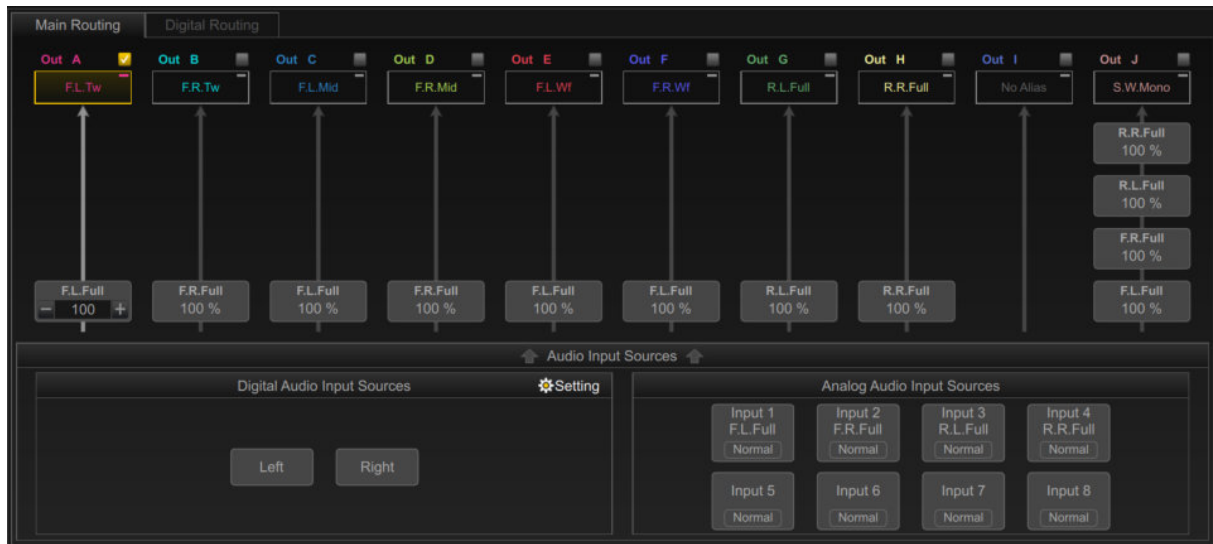 Main Routing Digital Routing
Out A Out B Out C Out D Out E Out F Out G Out H Out I Out J
F.L.Tw F.R.Tw F.L.Mid F.R.Mid F.L.Wf F.R.Wf R.L.Full R.R.Full No Alias S.W.Mono
R.R.Full
100 %
R.L.Full
100 %
F.R.Full
100 %
F.L.Full F.R.Full F.L.Full F.R.Full F.L.Full F.L.Full R.L.Full R.R.Full F.L.Full
− 100 + 100 % 100 % 100 % 100 % 100 % 100 % 100 % 100 %
Audio Input Sources
Digital Audio Input Sources Setting
Left Right
Analog Audio Input Sources
Input 1 Input 2 Input 3 Input 4
F.L.Full F.R.Full R.L.Full R.R.Full
Normal Normal Normal Normal
Input 5 Input 6 Input 7 Input 8
Normal Normal Normal Normal